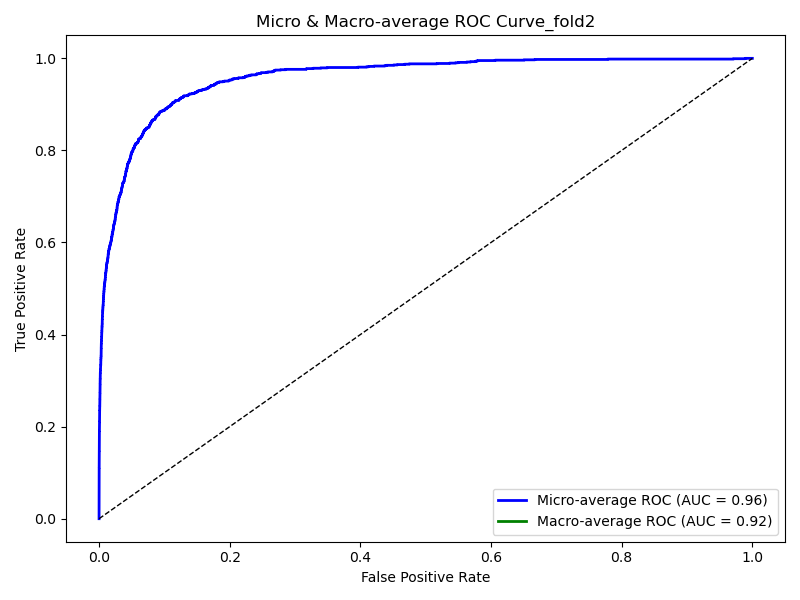 Micro & Macro-average ROC Curve_fold2
1.0
0.8
0.6
0.4
0.2
0.0
True Positive Rate
0.0 0.2 0.4 0.6 0.8 1.0
False Positive Rate
Micro-average ROC (AUC = 0.96)
Macro-average ROC (AUC = 0.92)